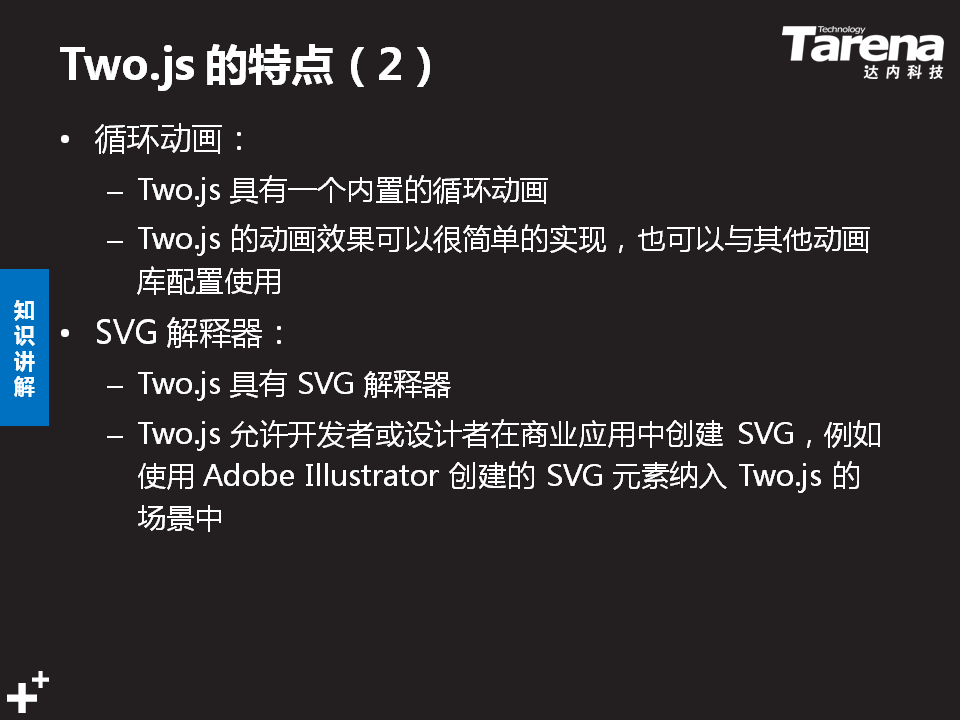 Two.js 的特点（2）
Technology
Tarena
达内科技
• 循环动画：
– Two.js 具有一个内置的循环动画
– Two.js 的动画效果可以很简单的实现，也可以与其他动画
库配置使用
知识讲解
• SVG 解释器：
– Two.js 具有 SVG 解释器
– Two.js 允许开发者或设计者在商业应用中创建 SVG，例如
使用 Adobe Illustrator 创建的 SVG 元素纳入 Two.js 的
场景中